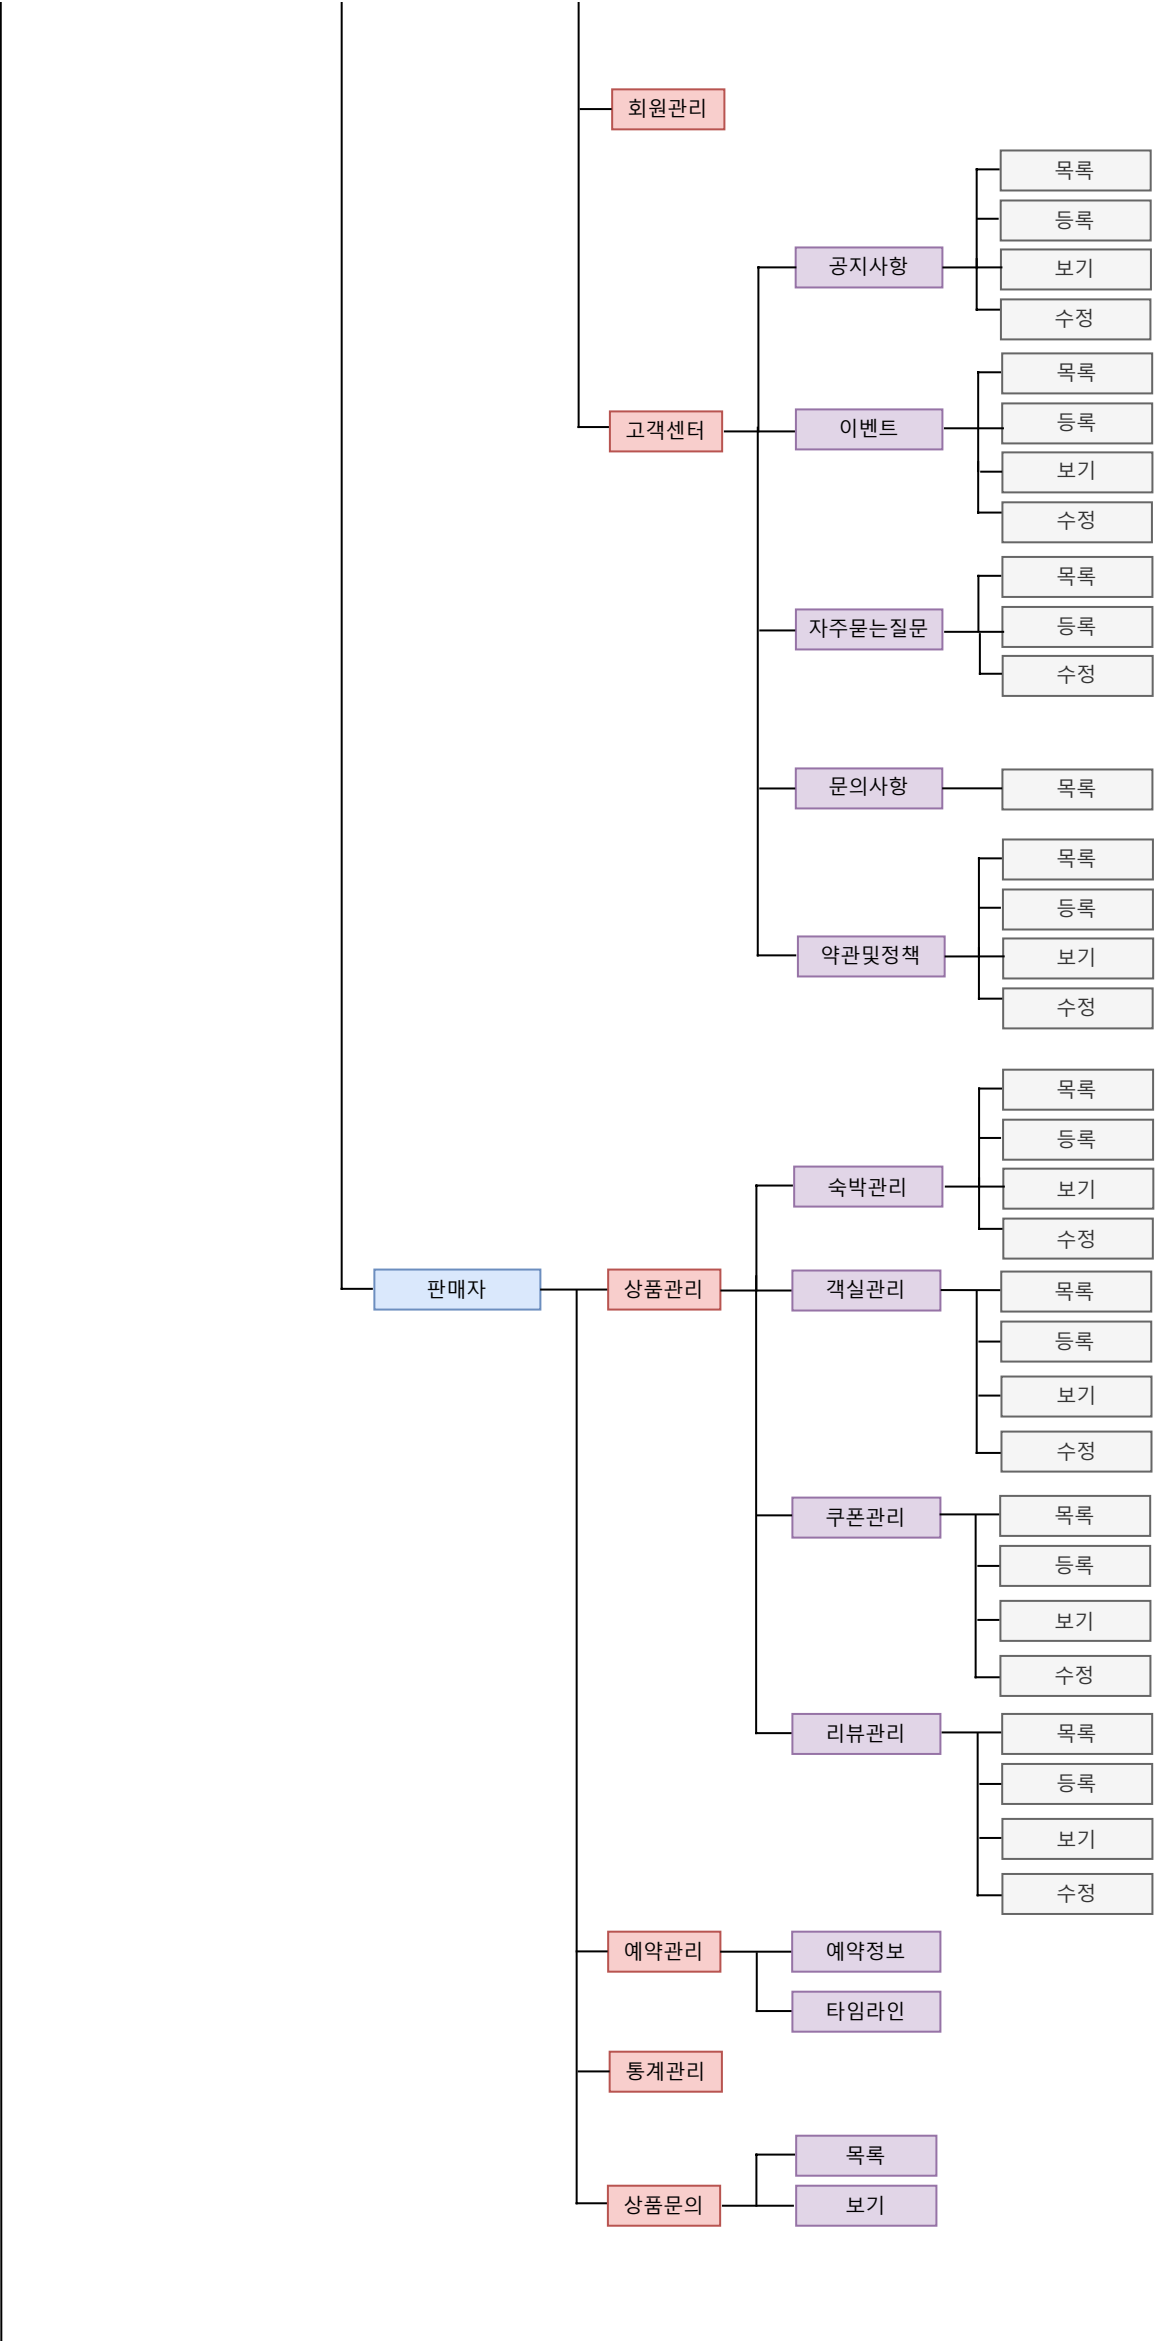 회원관리
목록
등록
공지사항
보기
수정
목록
등록
고객센터
이벤트
보기
수정
목록
등록
자주묻는질문
수정
문의사항
목록
목록
등록
약관및정책
보기
수정
목록
등록
숙박관리
보기
수정
판매자
상품관리
객실관리
목록
등록
보기
수정
쿠폰관리
목록
등록
보기
수정
리뷰관리
목록
등록
보기
수정
예약관리
예약정보
타임라인
통계관리
목록
상품문의
보기